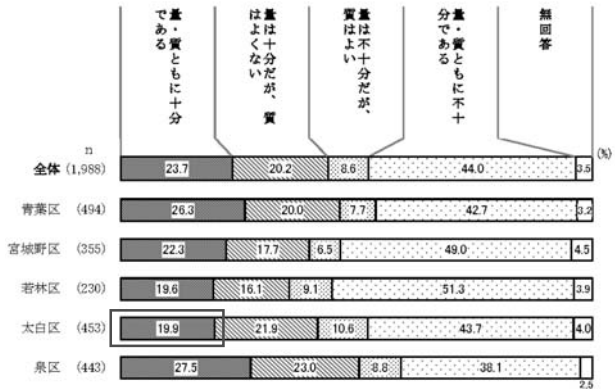 量・質ともに十分
である
量は十分だが、質
はよくない
量は不十分だが、
質はよい
量・質ともに不十
分である
無回答
(%)
n
全体 (1,988) 23.7 20.2 8.6 44.0 3.5
青葉区 (494) 26.3 20.0 7.7 42.7 3.2
宮城野区 (355) 22.3 17.7 6.5 49.0 4.5
若林区 (230) 19.6 16.1 9.1 51.3 3.9
太白区 (453) 19.9 21.9 10.6 43.7 4.0
泉区 (443) 27.5 23.0 8.8 38.1 2.5